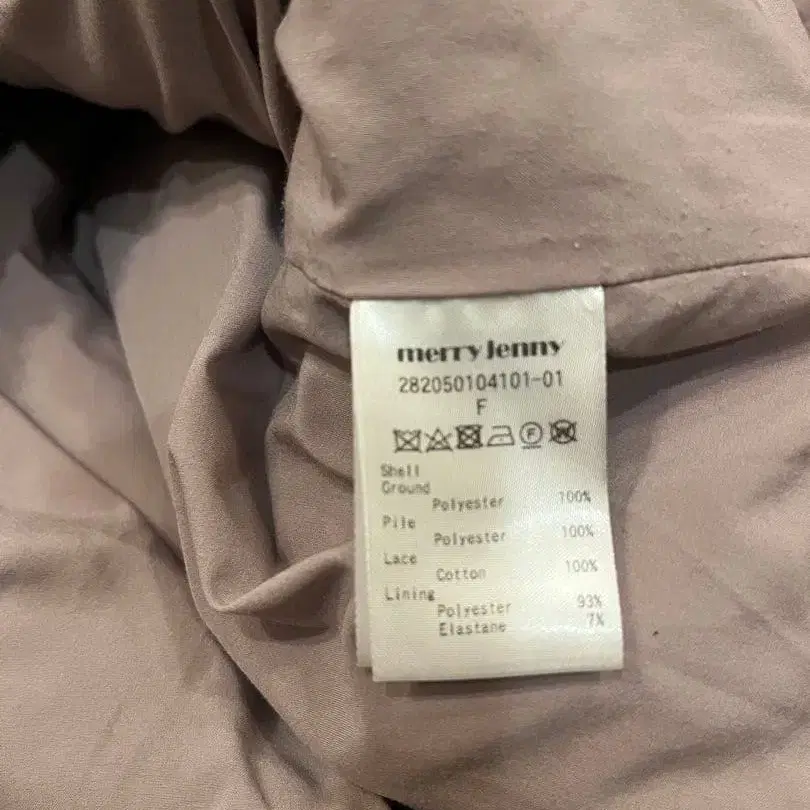 merry jenny
282050104101-01
F
F
Shell
Ground
Polyester 100%
Pile
Polyester 100%
Lace
Cotton 100%
Lining
Polyester 93%
Elastane 7%